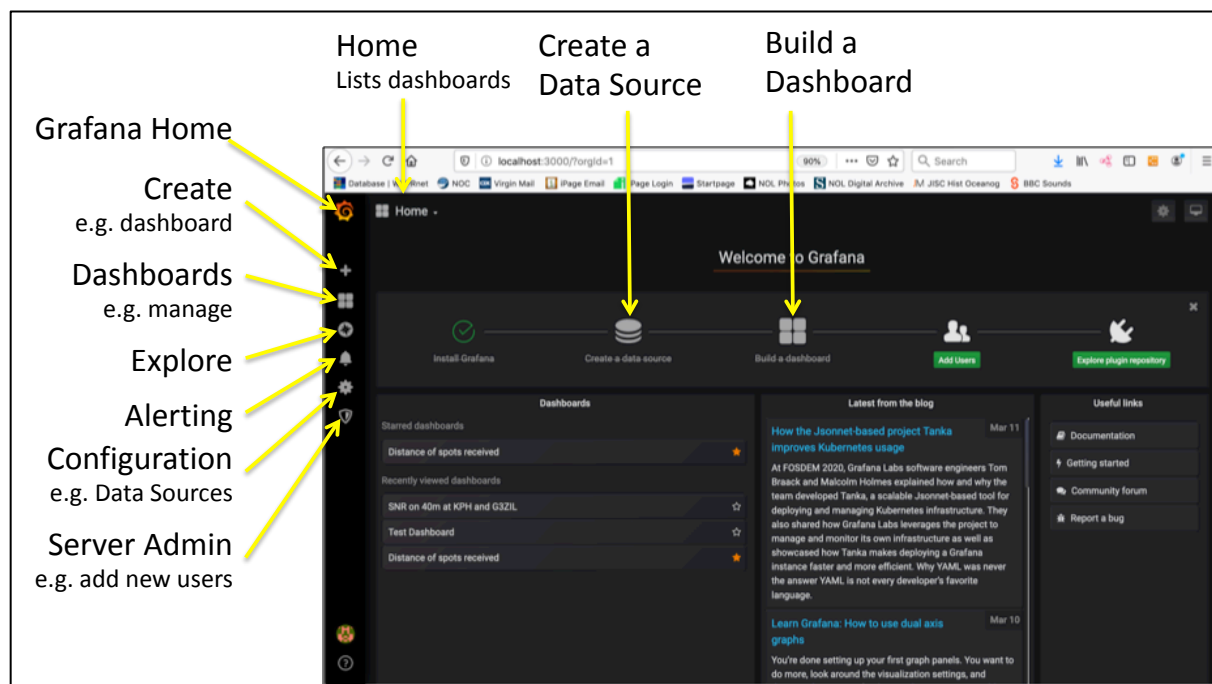 Home
Lists dashboards
Create a
Data Source
Build a
Dashboard
Grafana Home
Create
e.g. dashboard
Dashboards
e.g. manage
Explore
Alerting
Configuration
e.g. Data Sources
Server Admin
e.g. add new users
localhost:3000/?orgId=1
90%
Search
Database | W
NOC
Virgin Mail
iPage Email
Page Login
Startpage
NOL Ph
NOL Digital Archive
JISC Hist Oceanog
BBC Sounds
Home
Welcome to Grafana
Install Grafana
Create a data source
Build a dashboard
Add Users
Explore plugin repository
Dashboards
Starred dashboards
Distance of spots received
Recently viewed dashboards
SNR on 40m at KPH and G3ZIL
Test Dashboard
Distance of spots received
Latest from the blog
How the Jsonnet-based project Tanka Mar 11
improves Kubernetes usage
At FOSDEM 2020, Grafana Labs software engineers Tom
Braack and Malcolm Holmes explained how and why the
team developed Tanka, a scalable Jsonnet-based tool for
deploying and managing Kubernetes infrastructure. They
also shared how Grafana Labs leverages the project to
manage and monitor its own infrastructure as well as
showcased how Tanka makes deploying a Grafana
instance faster and more efficient. Why YAML was never
the answer YAML is not every developer's favorite
language.
Learn Grafana: How to use dual axis Mar 10
graphs
You're done setting up your first graph panels. You want to
do more, look around the visualization settings, and
Useful links
Documentation
Getting started
Community forum
Report a bug